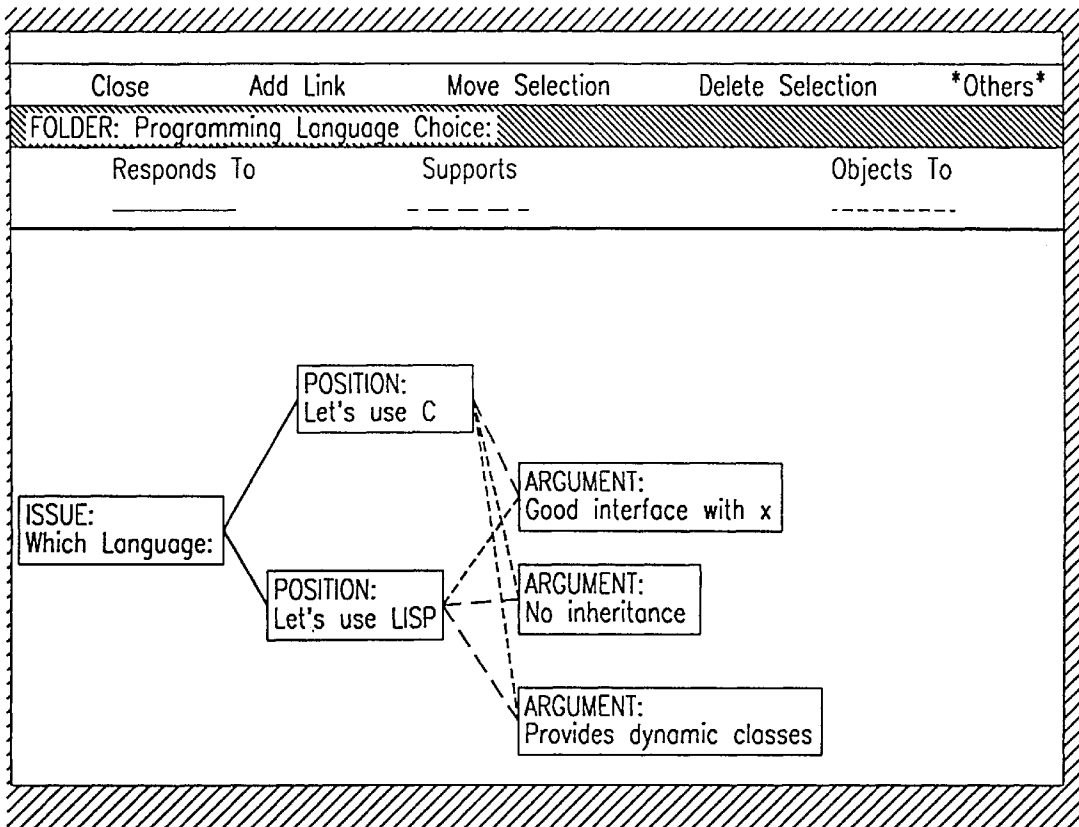 Close Add Link Move Selection Delete Selection *Others*
FOLDER: Programming Language Choice:
Responds To Supports Objects To
POSITION:
Let's use C
ARGUMENT:
Good interface with x
ISSUE:
Which Language:
POSITION:
Let's use LISP
ARGUMENT:
No inheritance
ARGUMENT:
Provides dynamic classes